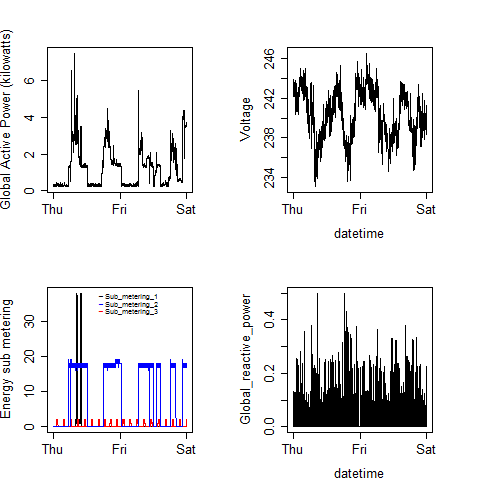 Global Active Power (kilowatts)
0 2 4 6
Thu Fri Sat
Voltage
234 238 242 246
Thu Fri Sat
datetime
Energy sub metering
0 10 20 30
Sub_metering_1
Sub_metering_2
Sub_metering_3
Thu Fri Sat
Global_reactive_power
0.0 0.2 0.4
Thu Fri Sat
datetime